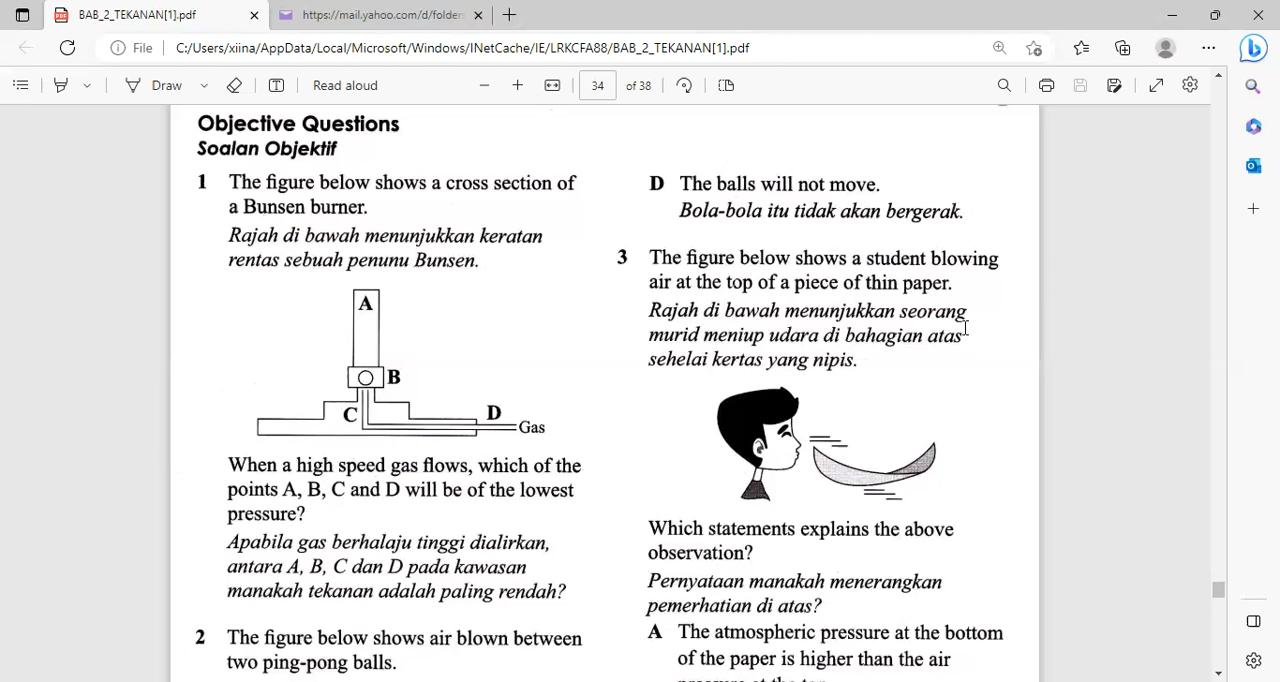 BAB_2_TEKANAN[1].pdf
https://mail.yahoo.com/d/folder
File
C:/Users/xiina/AppData/Local/Microsoft/Windows/INetCache/IE/LRKCFA88/BAB_2_TEKANAN[1].pdf
Draw
Read aloud
34
of 38
Objective Questions
Soalan Objektif
1 The figure below shows a cross section of
a Bunsen burner.
Rajah di bawah menunjukkan keratan
rentas sebuah penunu Bunsen.
A
B
C
D
Gas
When a high speed gas flows, which of the
points A, B, C and D will be of the lowest
pressure?
Apabila gas berhalaju tinggi dialirkan,
antara A, B, C dan D pada kawasan
manakah tekanan adalah paling rendah?
2 The figure below shows air blown between
two ping-pong balls.
D The balls will not move.
Bola-bola itu tidak akan bergerak.
3 The figure below shows a student blowing
air at the top of a piece of thin paper.
Rajah di bawah menunjukkan seorang
murid meniup udara di bahagian atas
sehelai kertas yang nipis.
Which statements explains the above
observation?
Pernyataan manakah menerangkan
pemerhatian di atas?
A The atmospheric pressure at the bottom
of the paper is higher than the air